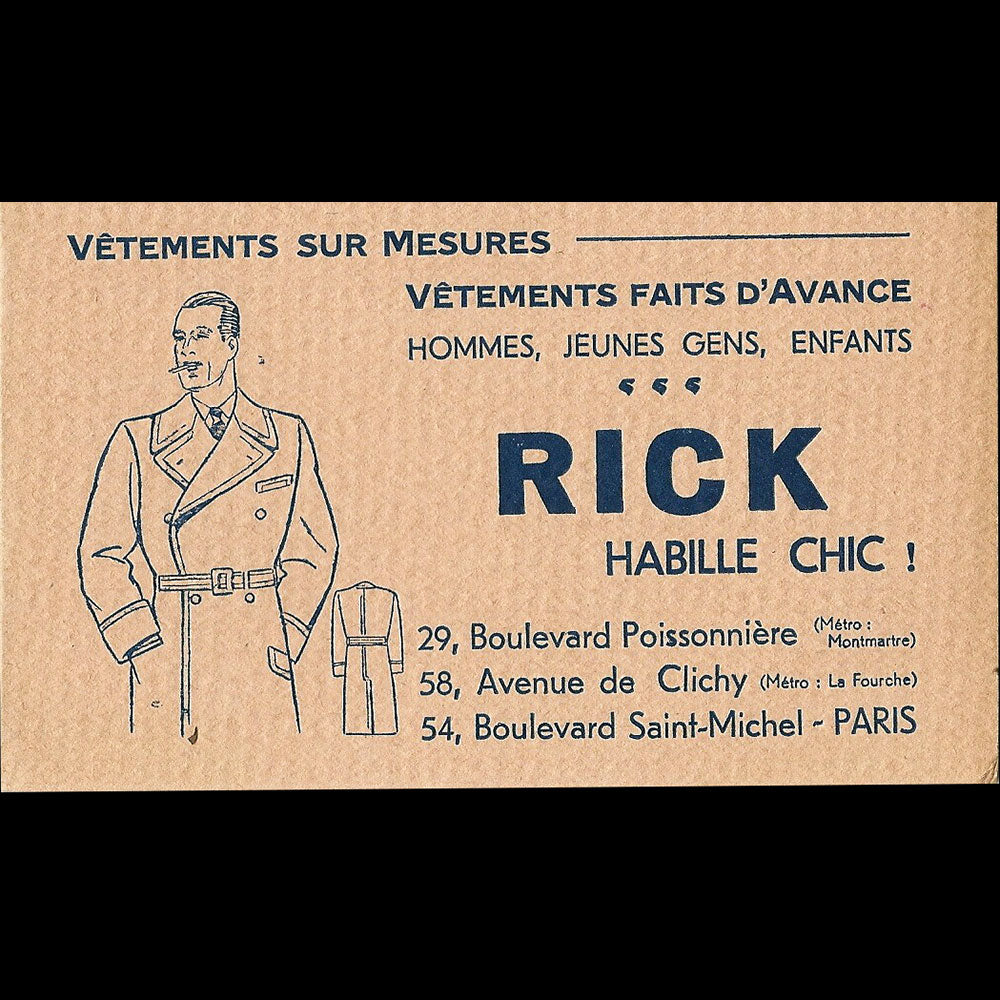 VÊTEMENTS SUR MESURES
VÊTEMENTS FAITS D'AVANCE
HOMMES, JEUNES GENS, ENFANTS
RICK
HABILLE CHIC !
29, Boulevard Poissonnière (Métro : Montmartre)
58, Avenue de Clichy (Métro : La Fourche)
54, Boulevard Saint-Michel - PARIS